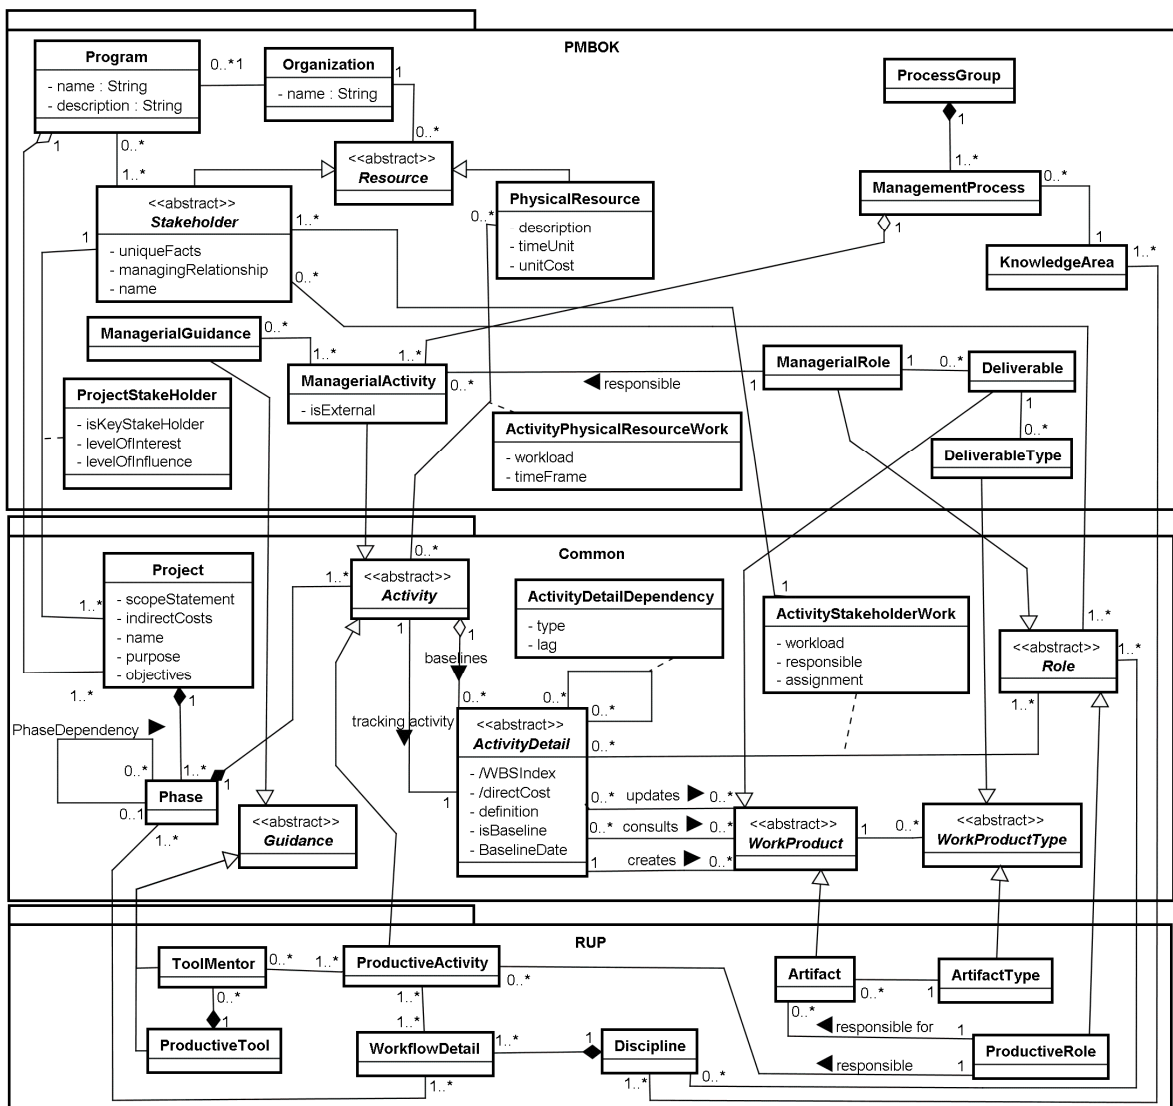 PMBOK
Program
- name : String
- description : String
0..*
1
Organization
- name : String
1
0..*
ProcessGroup
1
1..*
ManagementProcess
0..*
1
1
KnowledgeArea
1..*
1
0..*
1..*
<<abstract>>
Resource
<<abstract>>
Stakeholder
- uniqueFacts
- managingRelationship
- name
1
1..*
0..*
0..*
PhysicalResource
- description
- timeUnit
- unitCost
ManagerialGuidance
0..*
1..*
1..*
ManagerialActivity
- isExternal
0..*
responsible
1
ManagerialRole
1
0..*
Deliverable
1
0..*
DeliverableType
ProjectStakeHolder
- isKeyStakeHolder
- levelOfInterest
- levelOfInfluence
ActivityPhysicalResourceWork
- workload
- timeFrame
Common
Project
- scopeStatement
- indirectCosts
- name
- purpose
- objectives
1..*
1..*
1
1..*
0..*
<<abstract>>
Activity
1
1
baselines
0..*
tracking activity
1
ActivityDetailDependency
- type
- lag
0..*
0..*
1
ActivityStakeholderWork
- workload
- responsible
- assignment
1..*
1..*
<<abstract>>
Role
1..*
PhaseDependency
0..*
0..1
1..*
1
Phase
1..*
<<abstract>>
Guidance
<<abstract>>
ActivityDetail
- /WBSIndex
- /directCost
- definition
- isBaseline
- BaselineDate
0..*
0..*
updates
0..*
0..*
consults
0..*
1
creates
0..*
<<abstract>>
WorkProduct
1
0..*
<<abstract>>
WorkProductType
RUP
ToolMentor
0..*
1..*
ProductiveActivity
0..*
0..*
1
ProductiveTool
1..*
1..*
WorkflowDetail
1..*
1..*
1
Discipline
1..*
0..*
Artifact
0..*
1
ArtifactType
0..*
responsible for
1
responsible
1
ProductiveRole